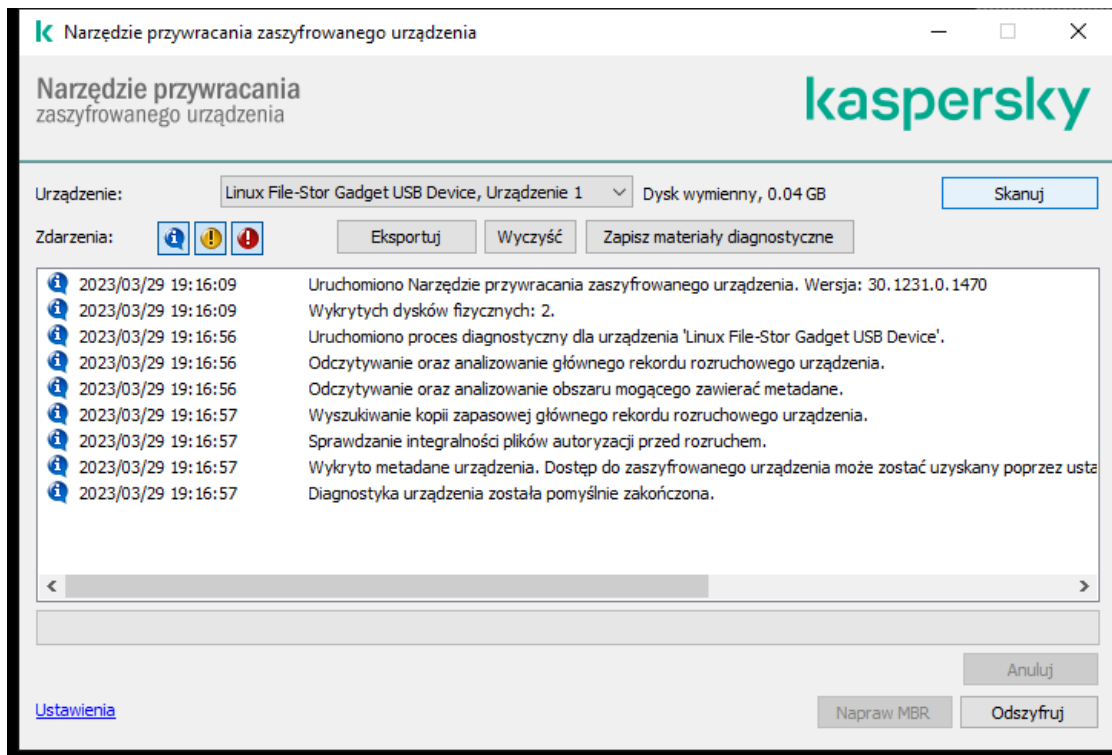 Narzędzie przywracania zaszyfrowanego urządzenia
Narzędzie przywracania
zaszyfrowanego urządzenia
kaspersky
Urządzenie: Linux File-Stor Gadget USB Device, Urządzenie 1 Dysk wymienny, 0.04 GB Skanuj
Zdarzenia: Eksportuj Wyczyść Zapisz materiały diagnostyczne
2023/03/29 19:16:09 Uruchomiono Narzędzie przywracania zaszyfrowanego urządzenia. Wersja: 30.1231.0.1470
2023/03/29 19:16:09 Wykrytych dysków fizycznych: 2.
2023/03/29 19:16:56 Uruchomiono proces diagnostyczny dla urządzenia 'Linux File-Stor Gadget USB Device'.
2023/03/29 19:16:56 Odczytywanie oraz analizowanie głównego rekordu rozruchowego urządzenia.
2023/03/29 19:16:56 Odczytywanie oraz analizowanie obszaru mogącego zawierać metadane.
2023/03/29 19:16:57 Wyszukiwanie kopii zapasowej głównego rekordu rozruchowego urządzenia.
2023/03/29 19:16:57 Sprawdzanie integralności plików autoryzacji przed rozruchem.
2023/03/29 19:16:57 Wykryto metadane urządzenia. Dostęp do zaszyfrowanego urządzenia może zostać uzyskany poprzez usta
2023/03/29 19:16:57 Diagnostyka urządzenia została pomyślnie zakończona.
Anuluj
Ustawienia Napraw MBR Odszyfruj